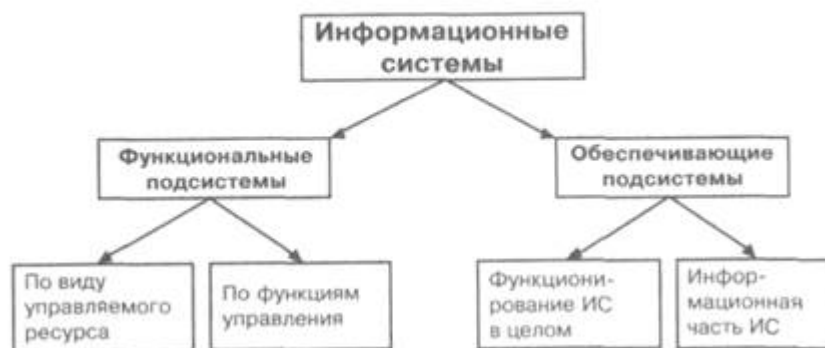 Информационные
системы
Функциональные
подсистемы
Обеспечивающие
подсистемы
По виду
управляемого
ресурса
По функциям
управления
Функциони-
рование ИС
в целом
Инфор-
мационная
часть ИС